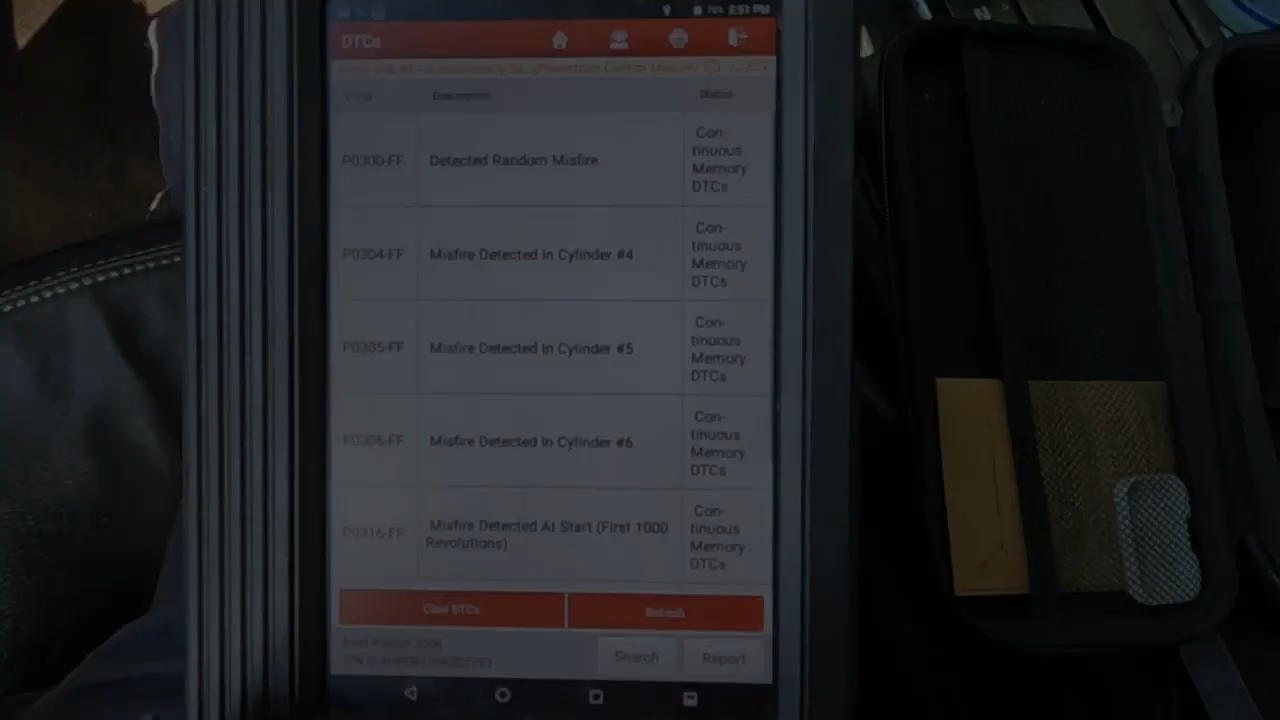 2:51 PM
DTCs
Description
Status
P0300-FF
Detected Random Misfire
Con-
tinuous
Memory
DTCs
P0304-FF
Misfire Detected In Cylinder #4
Con-
tinuous
Memory
DTCs
P0305-FF
Misfire Detected In Cylinder #5
Con-
tinuous
Memory
DTCs
P0306-FF
Misfire Detected In Cylinder #6
Con-
tinuous
Memory
DTCs
P0316-FF
Misfire Detected At Start (First 1000
Revolutions)
Con-
tinuous
Memory
DTCs
Clear DTCs
Refresh
Search
Report